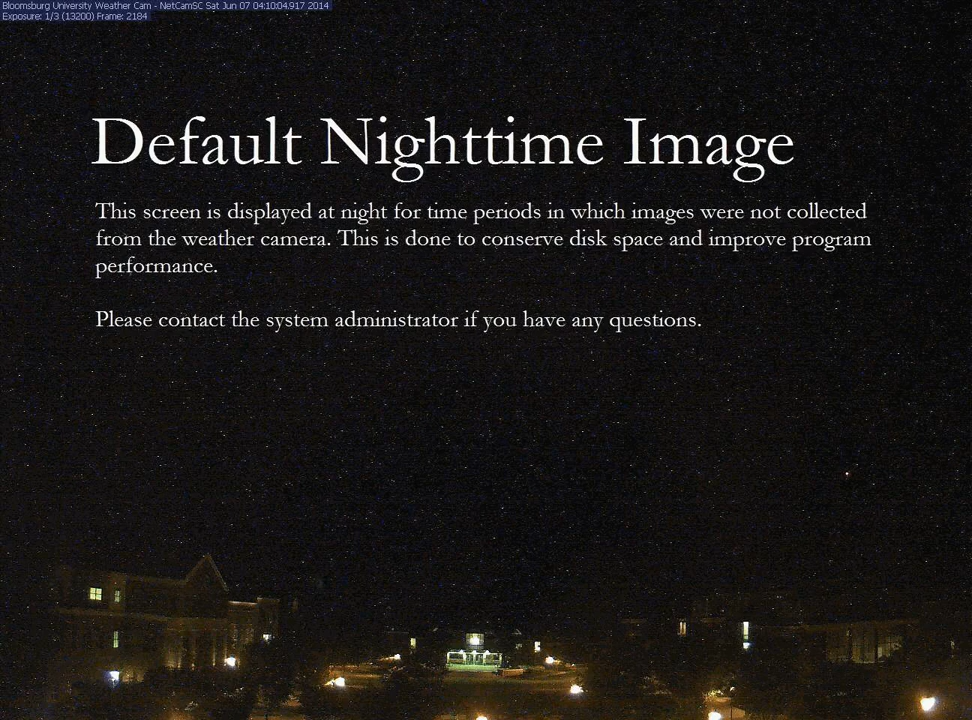 Bloomsburg University Weather Cam - NetCamSC Sat Jun 07 04:10:04.917 2014
Exposure: 1/3 (13200) Frame: 2184
Default Nighttime Image
This screen is displayed at night for time periods in which images were not collected
from the weather camera. This is done to conserve disk space and improve program
performance.
Please contact the system administrator if you have any questions.